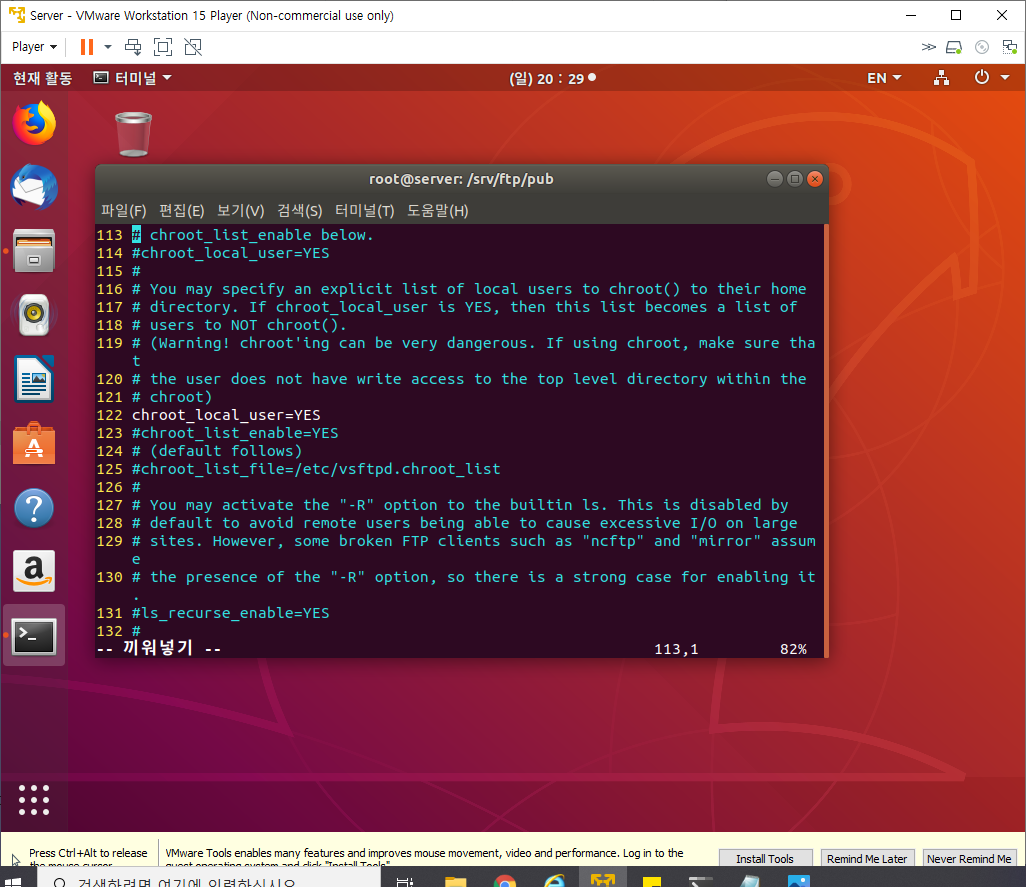 Server - VMware Workstation 15 Player (Non-commercial use only)
Player
현재 활동
터미널
(일) 20 : 29
EN
root@server: /srv/ftp/pub
파일(F) 편집(E) 보기(V) 검색(S) 터미널(T) 도움말(H)
113 # chroot_list_enable below.
114 #chroot_local_user=YES
115 #
116 # You may specify an explicit list of local users to chroot() to their home
117 # directory. If chroot_local_user is YES, then this list becomes a list of
118 # users to NOT chroot().
119 # (Warning! chroot'ing can be very dangerous. If using chroot, make sure tha
t
120 # the user does not have write access to the top level directory within the
121 # chroot)
122 chroot_local_user=YES
123 #chroot_list_enable=YES
124 # (default follows)
125 #chroot_list_file=/etc/vsftpd.chroot_list
126 #
127 # You may activate the "-R" option to the builtin ls. This is disabled by
128 # default to avoid remote users being able to cause excessive I/O on large
129 # sites. However, some broken FTP clients such as "ncftp" and "mirror" assum
e
130 # the presence of the "-R" option, so there is a strong case for enabling it
.
131 #ls_recurse_enable=YES
132 #
-- 끼워넣기 -- 113,1 82%
Press Ctrl+Alt to release
the mouse cursor.
VMware Tools enables many features and improves mouse movement, video and performance. Log in to the
guest operating system and click "Install Tools".
Install Tools
Remind Me Later
Never Remind Me
검색하려면 여기에 입력하십시오